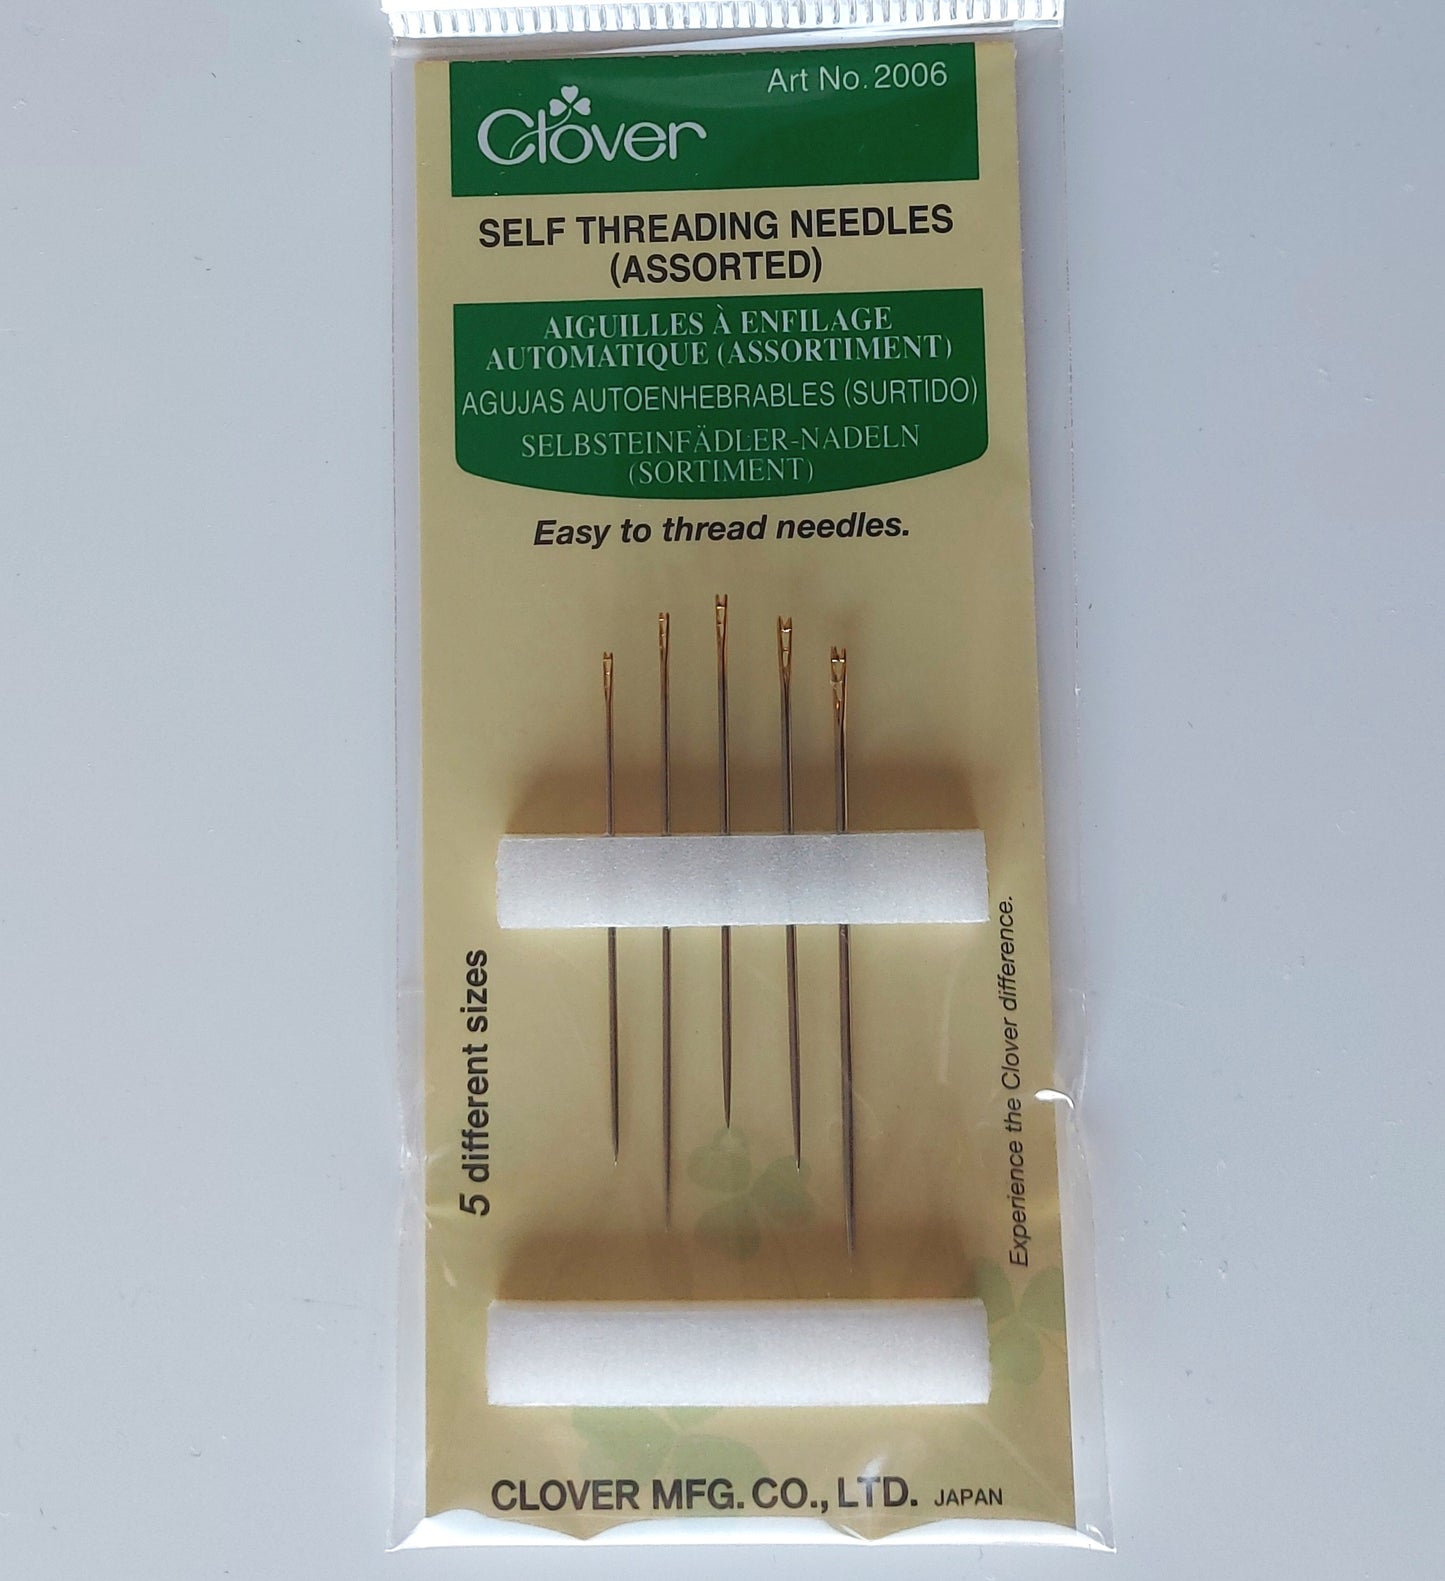 Art No. 2006
Clover
SELF THREADING NEEDLES
(ASSORTED)
AIGUILLES À ENFILAGE
AUTOMATIQUE (ASSORTIMENT)
AGUJAS AUTOENHEBRABLES (SURTIDO)
SELBSTEINFÄDLER-NADELN
(SORTIMENT)
Easy to thread needles.
5 different sizes
Experience the Clover difference.
CLOVER MFG. CO., LTD. JAPAN